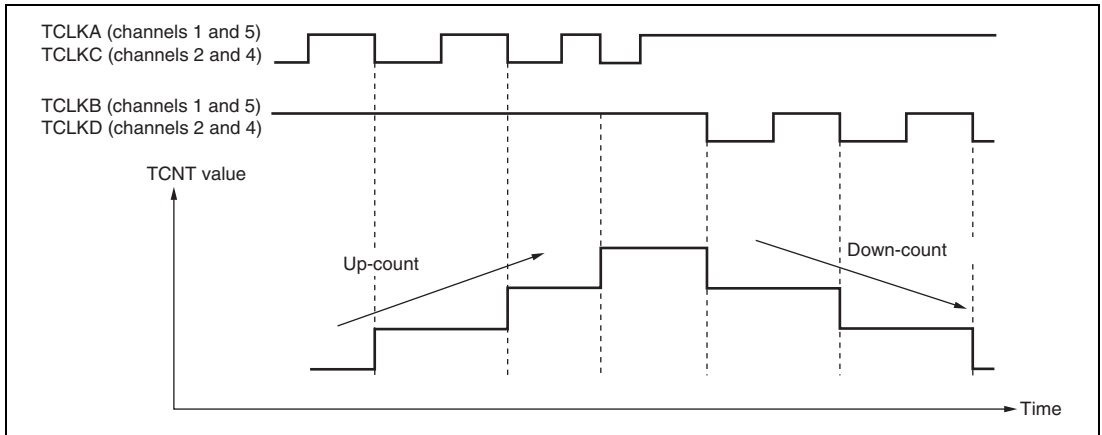 TCLKA (channels 1 and 5)
TCLKC (channels 2 and 4)
TCLKB (channels 1 and 5)
TCLKD (channels 2 and 4)
TCNT value
Up-count
Down-count
Time